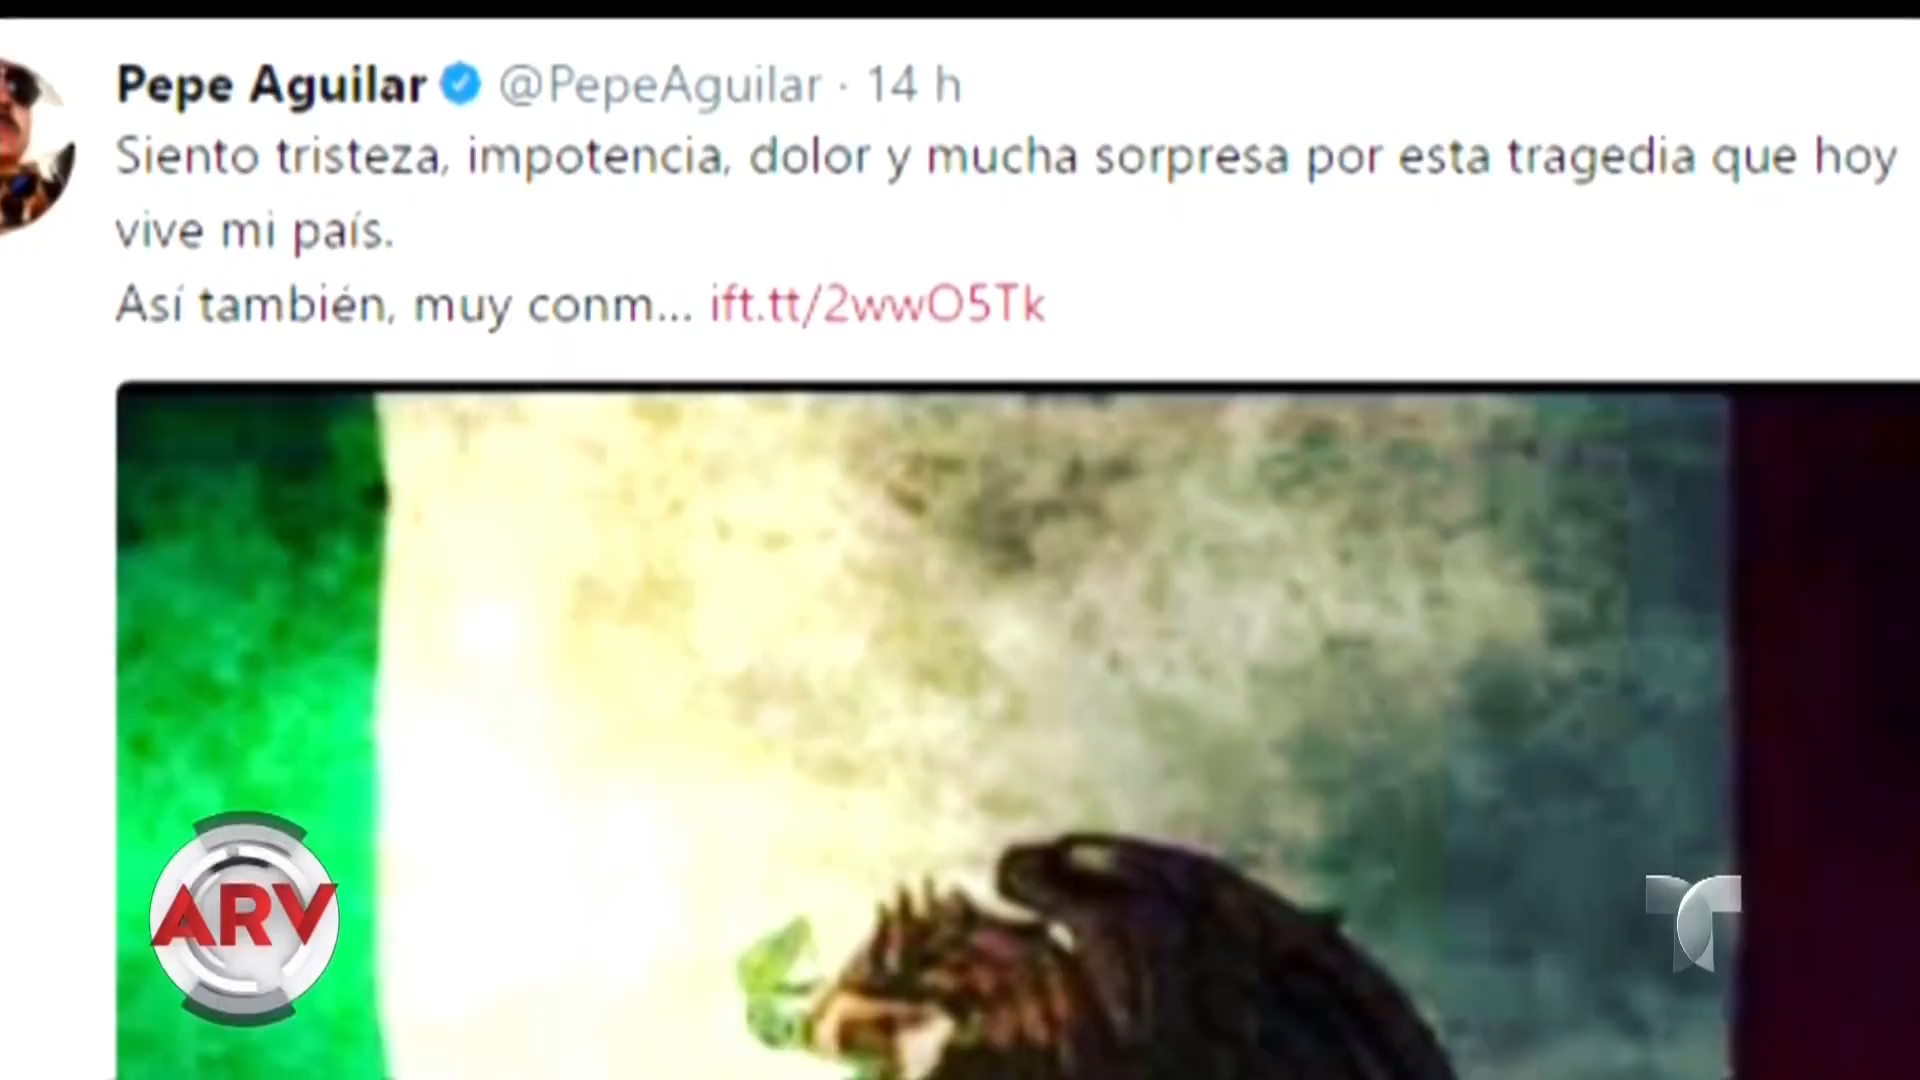 Pepe Aguilar @PepeAguilar · 14 h
Siento tristeza, impotencia, dolor y mucha sorpresa por esta tragedia que hoy
vive mi país.
Así también, muy conm... ift.tt/2wwO5Tk
ARV